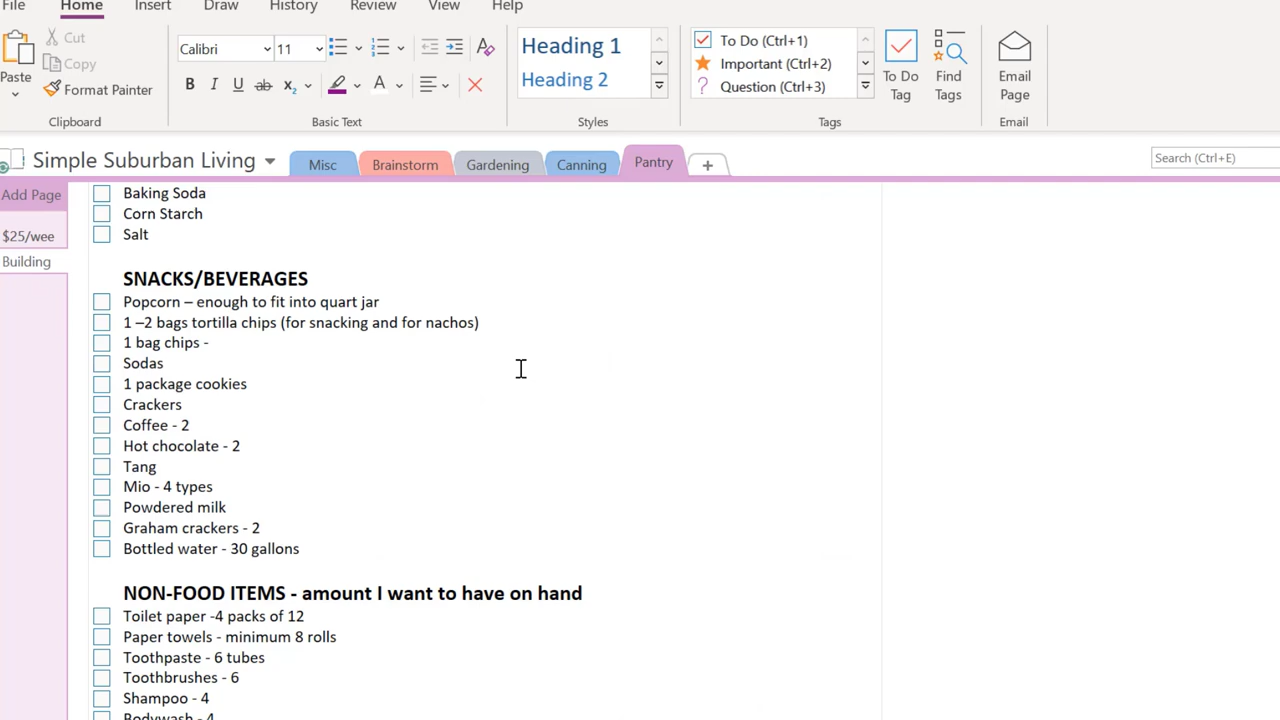 File Home Insert Draw History Review View Help
Cut
Copy
Format Painter
Paste
Clipboard
Calibri 11
B I U ab x₂ A
Basic Text
Heading 1
Heading 2
Styles
To Do (Ctrl+1)
Important (Ctrl+2)
Question (Ctrl+3)
To Do Tag
Find Tags
Tags
Email Page
Email
Simple Suburban Living Misc Brainstorm Gardening Canning Pantry + Search (Ctrl+E)
Add Page
$25/wee
Building
Baking Soda
Corn Starch
Salt
SNACKS/BEVERAGES
Popcorn – enough to fit into quart jar
1 –2 bags tortilla chips (for snacking and for nachos)
1 bag chips -
Sodas
1 package cookies
Crackers
Coffee - 2
Hot chocolate - 2
Tang
Mio - 4 types
Powdered milk
Graham crackers - 2
Bottled water - 30 gallons
NON-FOOD ITEMS - amount I want to have on hand
Toilet paper -4 packs of 12
Paper towels - minimum 8 rolls
Toothpaste - 6 tubes
Toothbrushes - 6
Shampoo - 4
Bodywash - 4